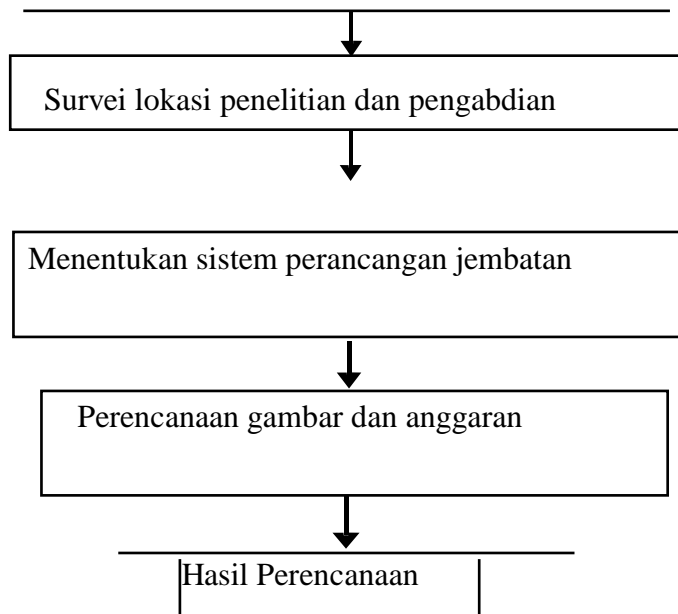 Survei lokasi penelitian dan pengabdian
Menentukan sistem perancangan jembatan
Perencanaan gambar dan anggaran
Hasil Perencanaan